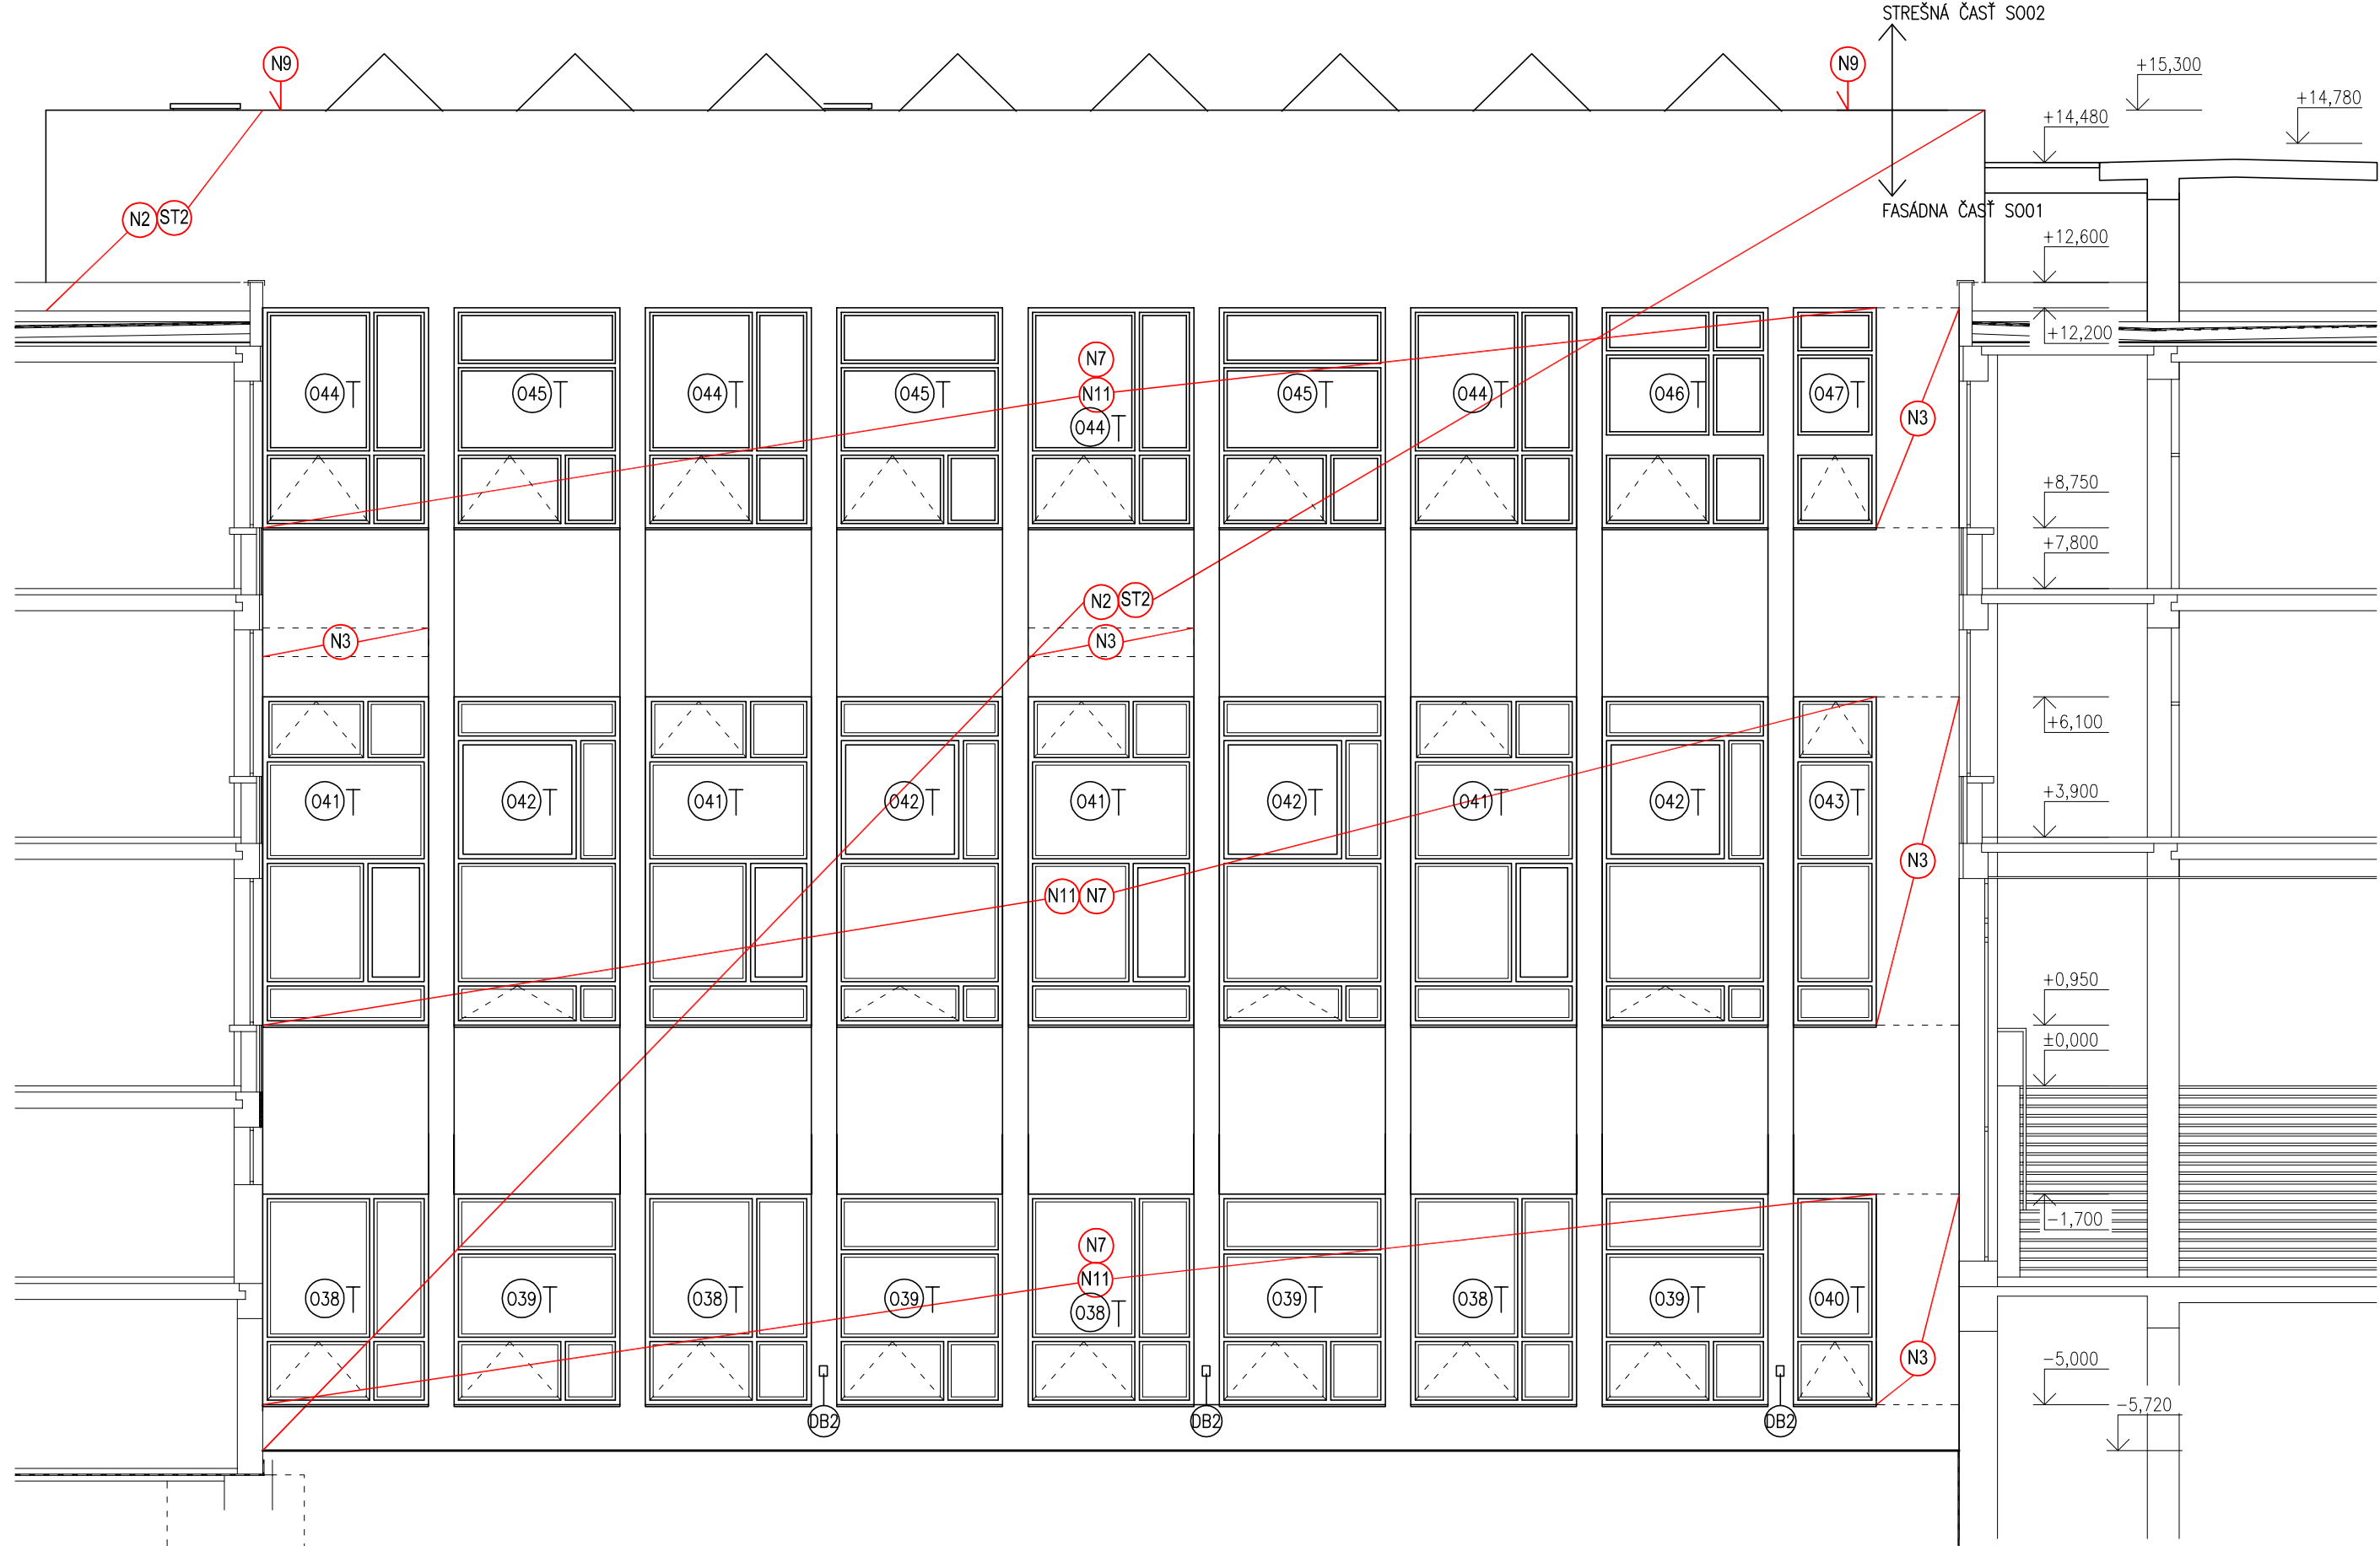 STREŠNÁ ČASŤ SO02
N9
N9
+15,300
+14,780
+14,480
N2 ST2
FASÁDNA ČASŤ SO01
+12,600
+12,200
N7
044 T
045 T
044 T
045 T
N11
045 T
044 T
046 T
047 T
N3
044 T
+8,750
+7,800
N2 ST2
N3
N3
+6,100
041 T
042 T
041 T
042 T
041 T
042 T
041 T
042 T
043 T
+3,900
N3
N11 N7
+0,950
±0,000
-1,700
N7
N11
038 T
039 T
038 T
039 T
038 T
039 T
038 T
039 T
040 T
N3
-5,000
-5,720
DB2
DB2
DB2